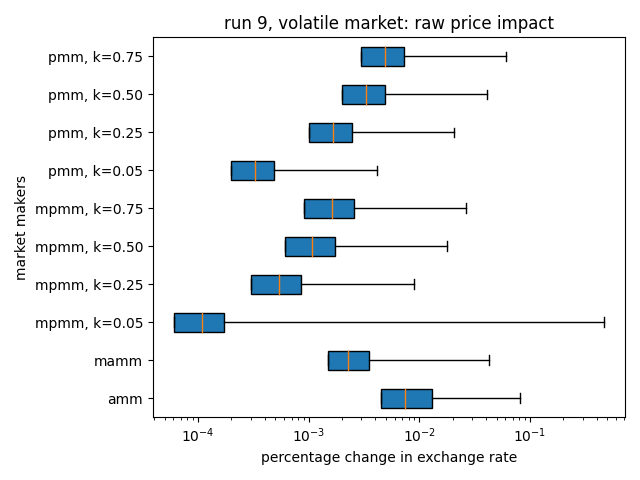 run 9, volatile market: raw price impact
pmm, k=0.75
pmm, k=0.50
pmm, k=0.25
pmm, k=0.05
mpmm, k=0.75
mpmm, k=0.50
mpmm, k=0.25
mpmm, k=0.05
mamm
amm
market makers
10⁻⁴ 10⁻³ 10⁻² 10⁻¹
percentage change in exchange rate